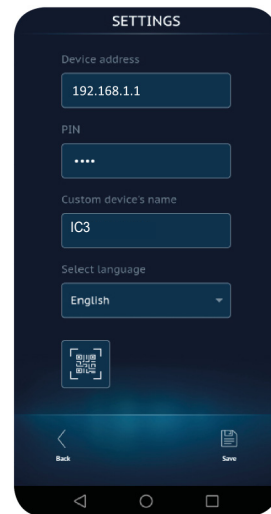 SETTINGS
Device address
192.168.1.1
PIN
••••
Custom device's name
IC3
Select language
English
Back
Save